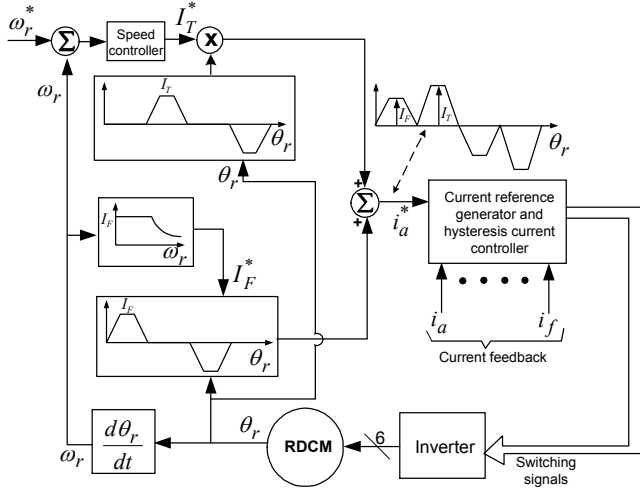 ω_r^*
Σ
Speed
controller
I_T^*
X
ω_r
I_T
θ_r
θ_r
I_F
I_T
θ_r
+
Σ
+
i_a^*
Current reference
generator and
hysteresis current
controller
I_F
ω_r
I_F^*
I_F
θ_r
i_a
i_f
Current feedback
ω_r
dθ_r
dt
θ_r
RDCM
6
Inverter
Switching
signals